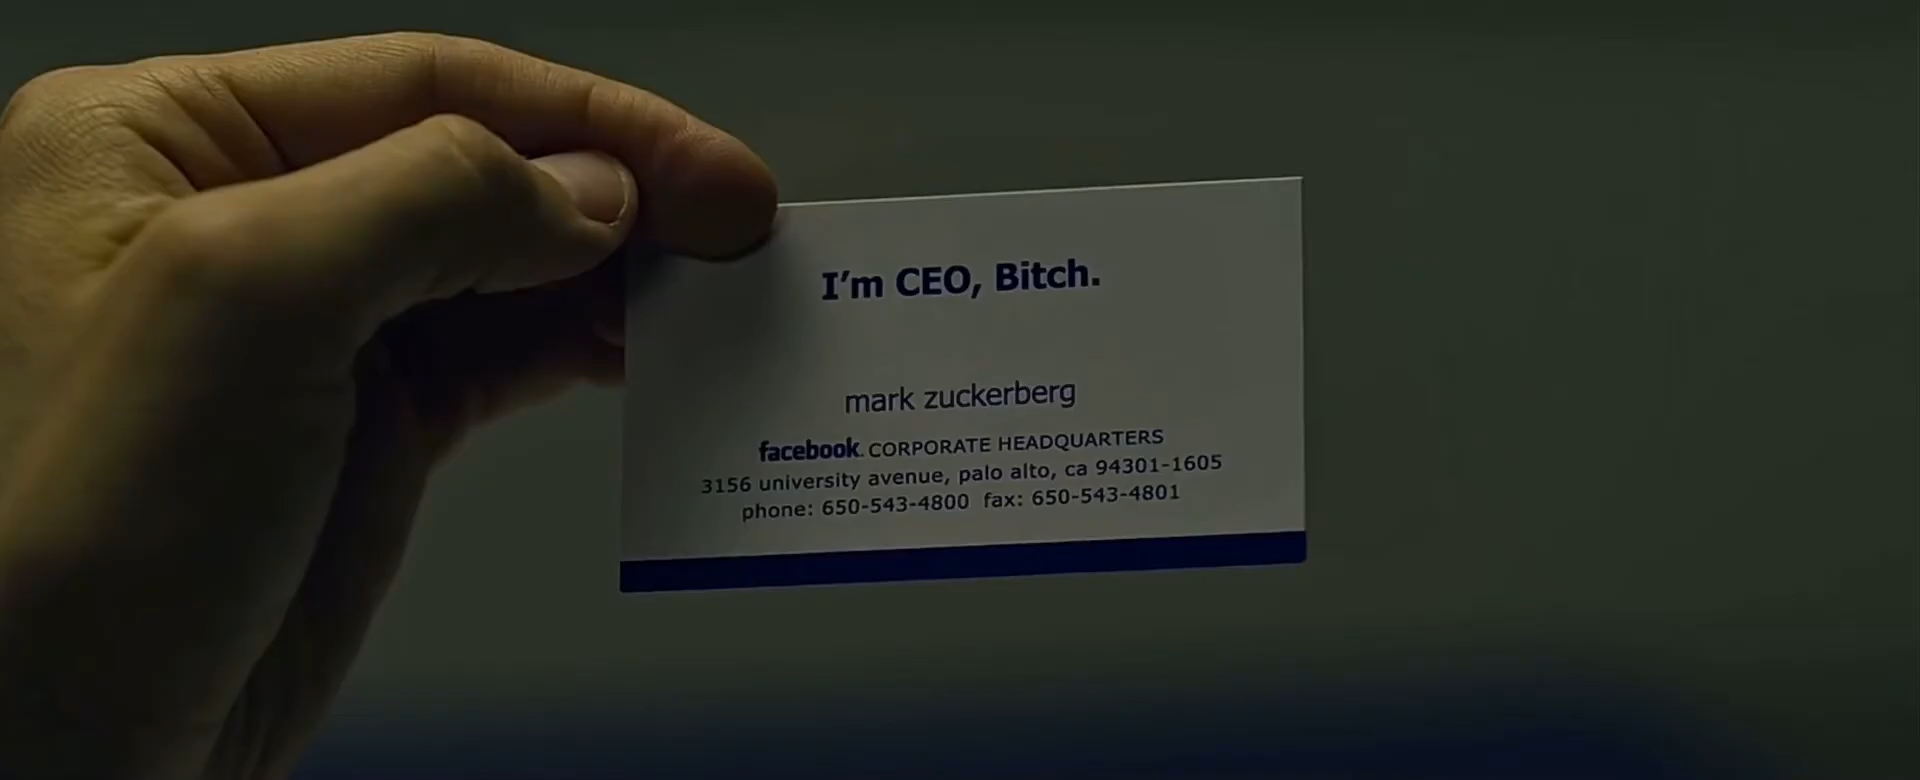 I'm CEO, Bitch.
mark zuckerberg
facebook. CORPORATE HEADQUARTERS
3156 university avenue, palo alto, ca 94301-1605
phone: 650-543-4800 fax: 650-543-4801